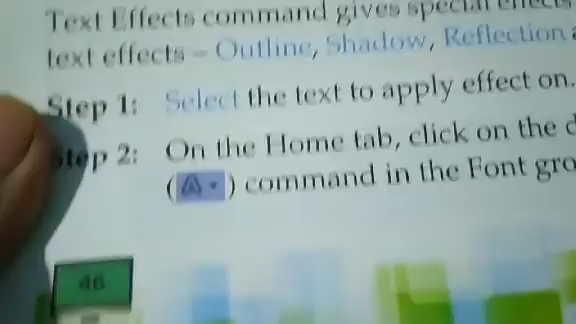 Text Effects command gives special effects
text effects – Outline, Shadow, Reflection
Step 1: Select the text to apply effect on.
Step 2: On the Home tab, click on the
(A) command in the Font
46